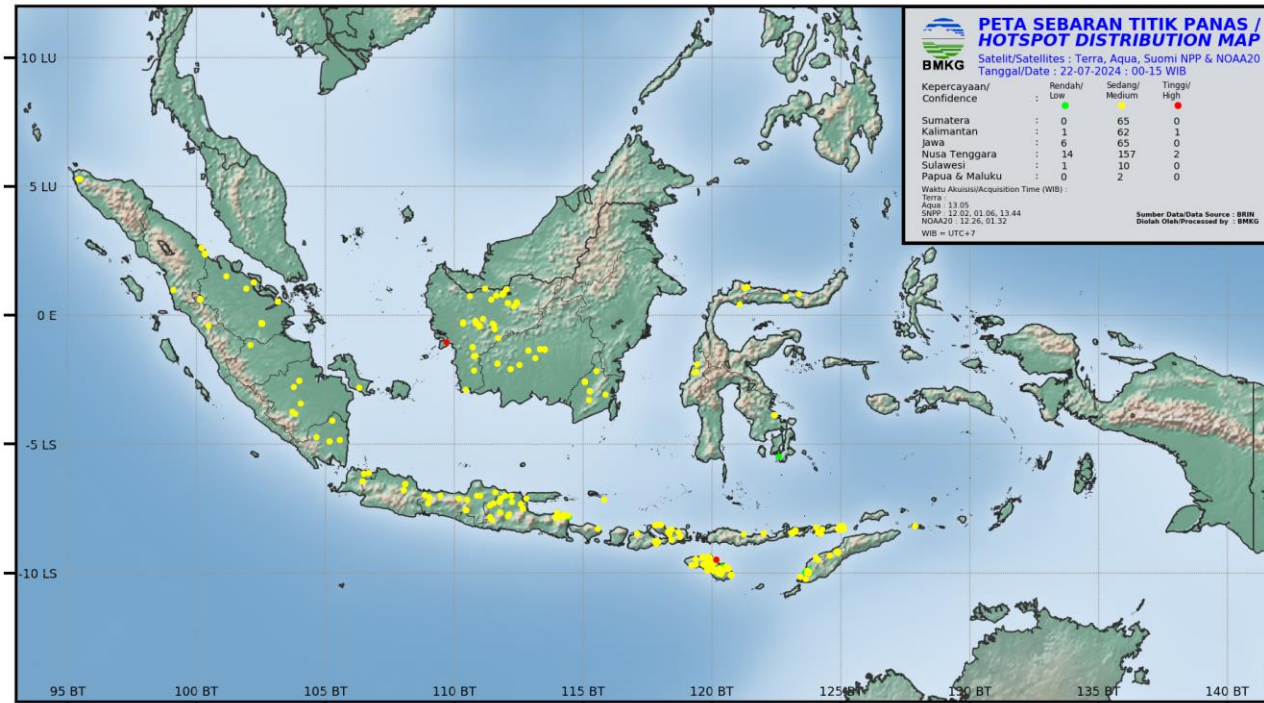 PETA SEBARAN TITIK PANAS /
HOTSPOT DISTRIBUTION MAP
BMKG
Satelit/Satellites : Terra, Aqua, Suomi NPP & NOAA20
Tanggal/Date : 22-07-2024 : 00-15 WIB
Kepercayaan/ Rendah/ Sedang/ Tinggi/
Confidence : Low Medium High
Sumatera : 0 65 0
Kalimantan : 1 62 1
Jawa : 6 65 0
Nusa Tenggara : 14 157 2
Sulawesi : 1 10 0
Papua & Maluku : 0 2 0
Waktu Akuisisi/Acquisition Time (WIB) :
Terra :
Aqua : 13.05
SNPP : 12.02, 01.06, 13.44 Sumber Data/Data Source : BRIN
NOAA20 : 12.26, 01.32 Diolah Oleh/Processed by : BMKG
WIB = UTC+7
10 LU
5 LU
0 E
-5 LS
-10 LS
95 BT 100 BT 105 BT 110 BT 115 BT 120 BT 125 BT 130 BT 135 BT 140 BT